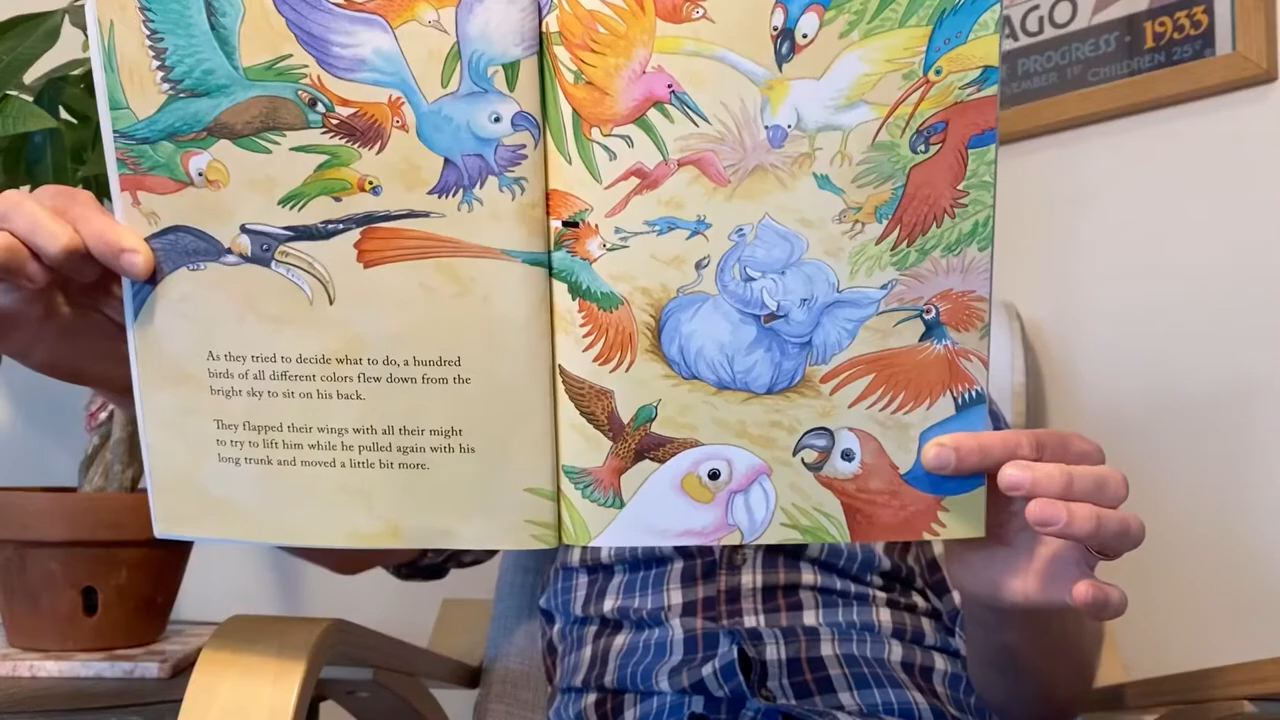 AGO
PROGRESS · 1933
CHILDREN 25¢
As they tried to decide what to do, a hundred
birds of all different colors flew down from the
bright sky to sit on his back.
They flapped their wings with all their might
to try to lift him while he pulled again with his
long trunk and moved a little bit more.